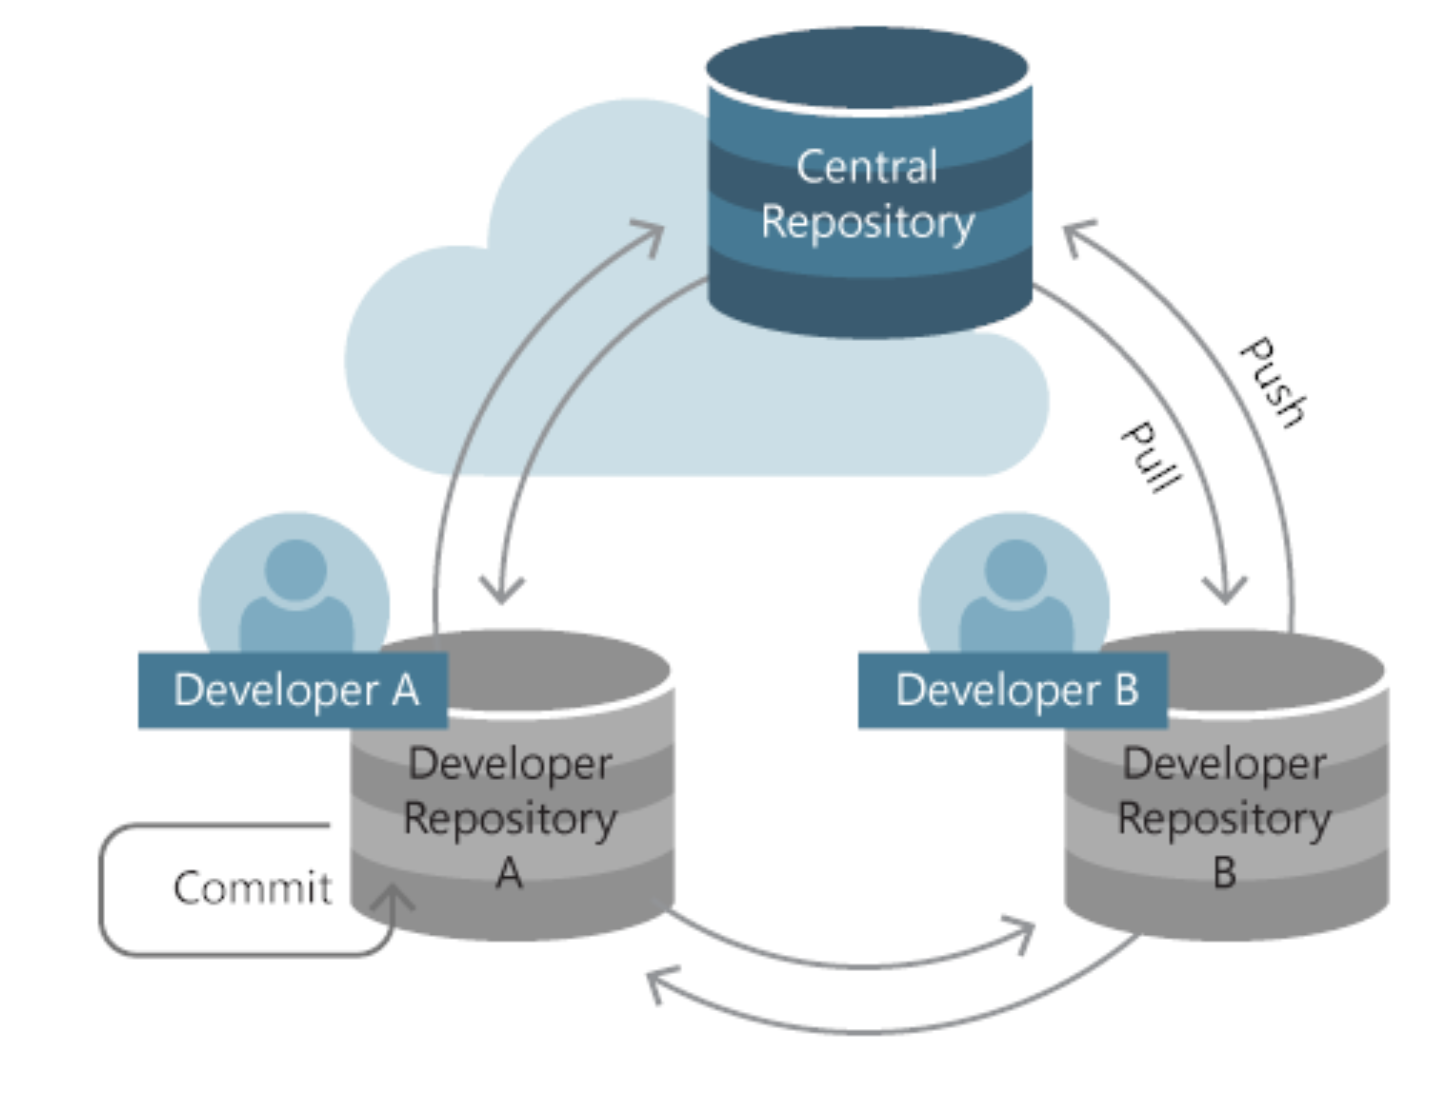 Central
Repository
Push
Pull
Developer A
Developer
Repository
A
Commit
Developer B
Developer
Repository
B